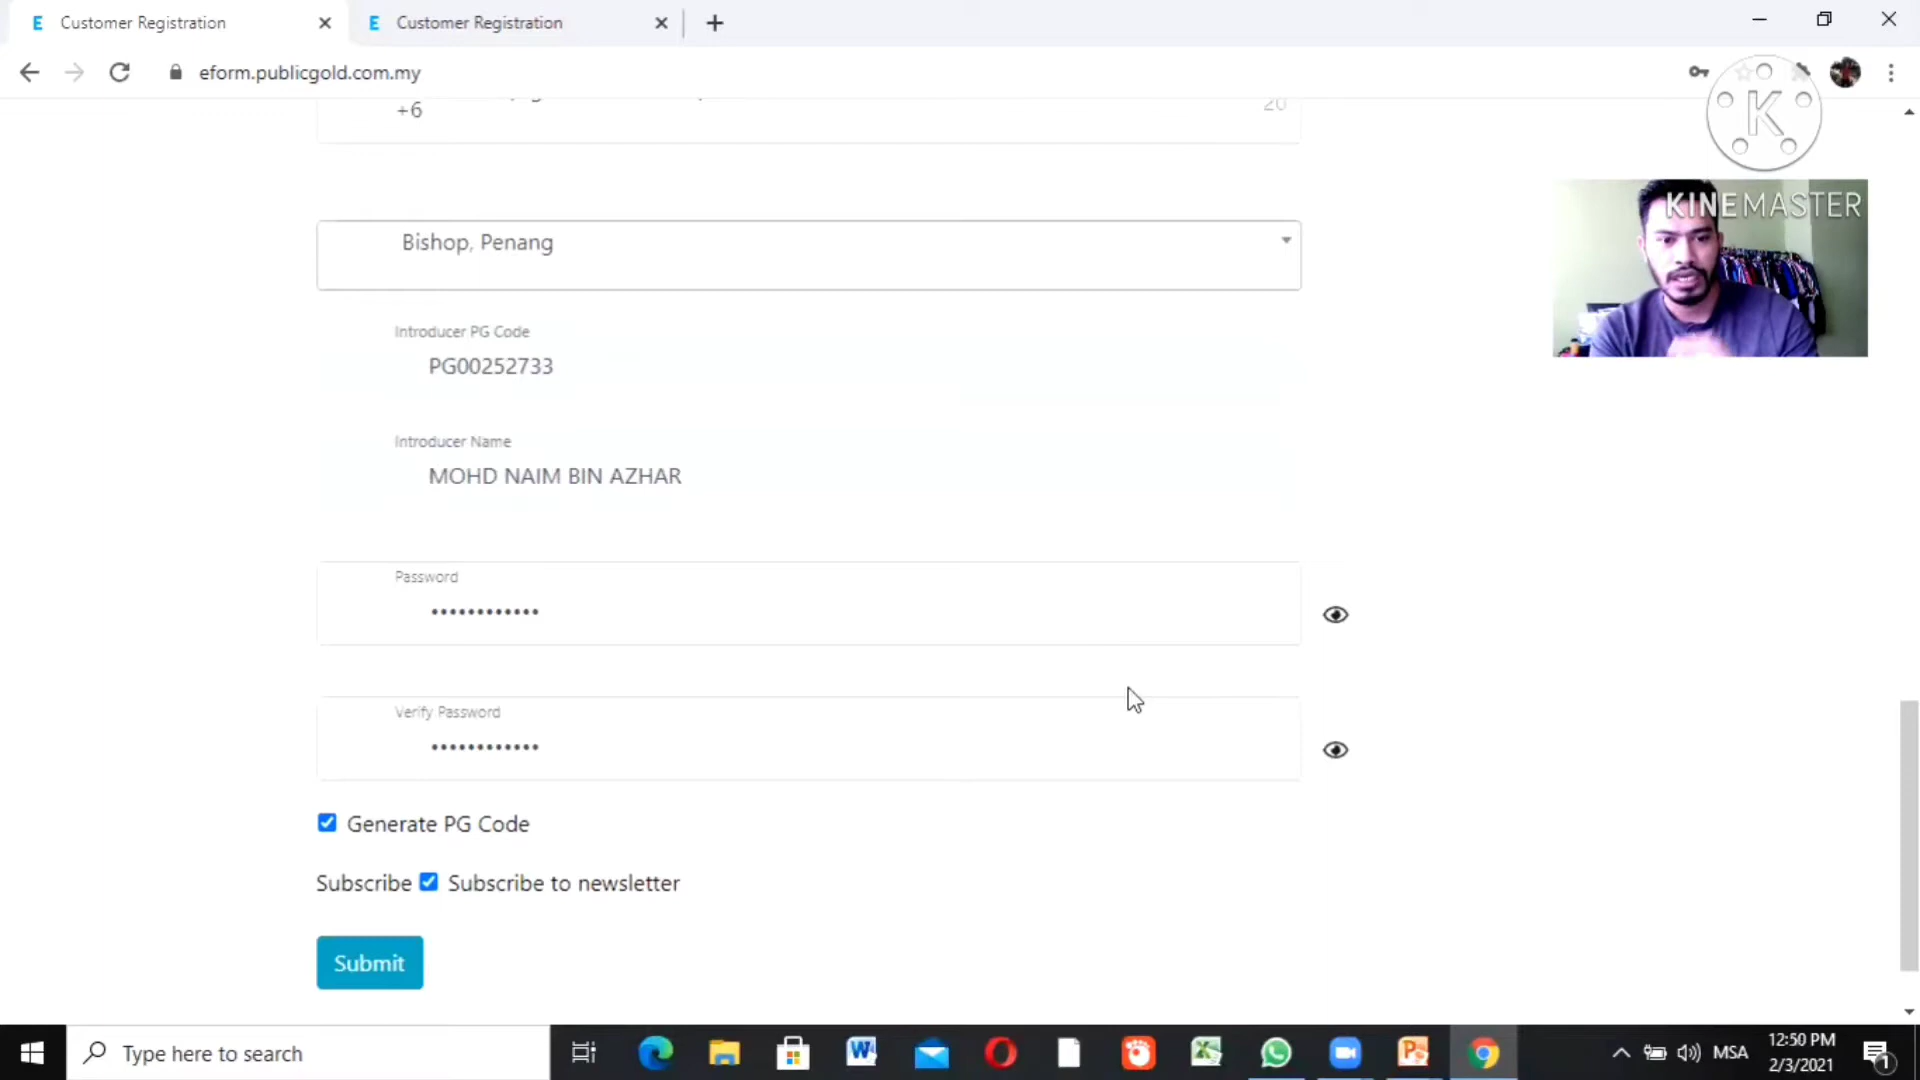 E Customer Registration
E Customer Registration
eform.publicgold.com.my
+6
20
Bishop, Penang
Introducer PG Code
PG00252733
Introducer Name
MOHD NAIM BIN AZHAR
Password
••••••••••••
Verify Password
••••••••••••
Generate PG Code
Subscribe Subscribe to newsletter
Submit
K
KINEMASTER
Type here to search
MSA
12:50 PM
2/3/2021
1